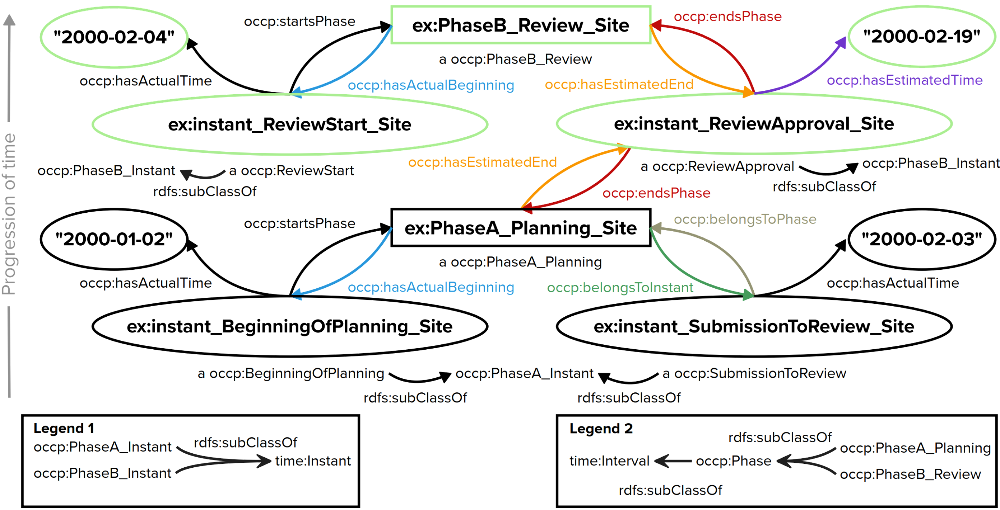 Progression of time
"2000-02-04"
occp:startsPhase
ex:PhaseB_Review_Site
occp:endsPhase
"2000-02-19"
a occp:PhaseB_Review
occp:hasActualTime
occp:hasActualBeginning
occp:hasEstimatedEnd
occp:hasEstimatedTime
ex:instant_ReviewStart_Site
ex:instant_ReviewApproval_Site
occp:hasEstimatedEnd
occp:PhaseB_Instant
a occp:ReviewStart
rdfs:subClassOf
a occp:ReviewApproval
occp:PhaseB_Instant
rdfs:subClassOf
occp:endsPhase
"2000-01-02"
occp:startsPhase
ex:PhaseA_Planning_Site
occp:belongsToPhase
"2000-02-03"
a occp:PhaseA_Planning
occp:hasActualTime
occp:hasActualBeginning
occp:belongsToInstant
occp:hasActualTime
ex:instant_BeginningOfPlanning_Site
ex:instant_SubmissionToReview_Site
a occp:BeginningOfPlanning
occp:PhaseA_Instant
a occp:SubmissionToReview
rdfs:subClassOf
rdfs:subClassOf
Legend 1
occp:PhaseA_Instant
rdfs:subClassOf
time:Instant
occp:PhaseB_Instant
Legend 2
rdfs:subClassOf
occp:PhaseA_Planning
time:Interval
occp:Phase
occp:PhaseB_Review
rdfs:subClassOf